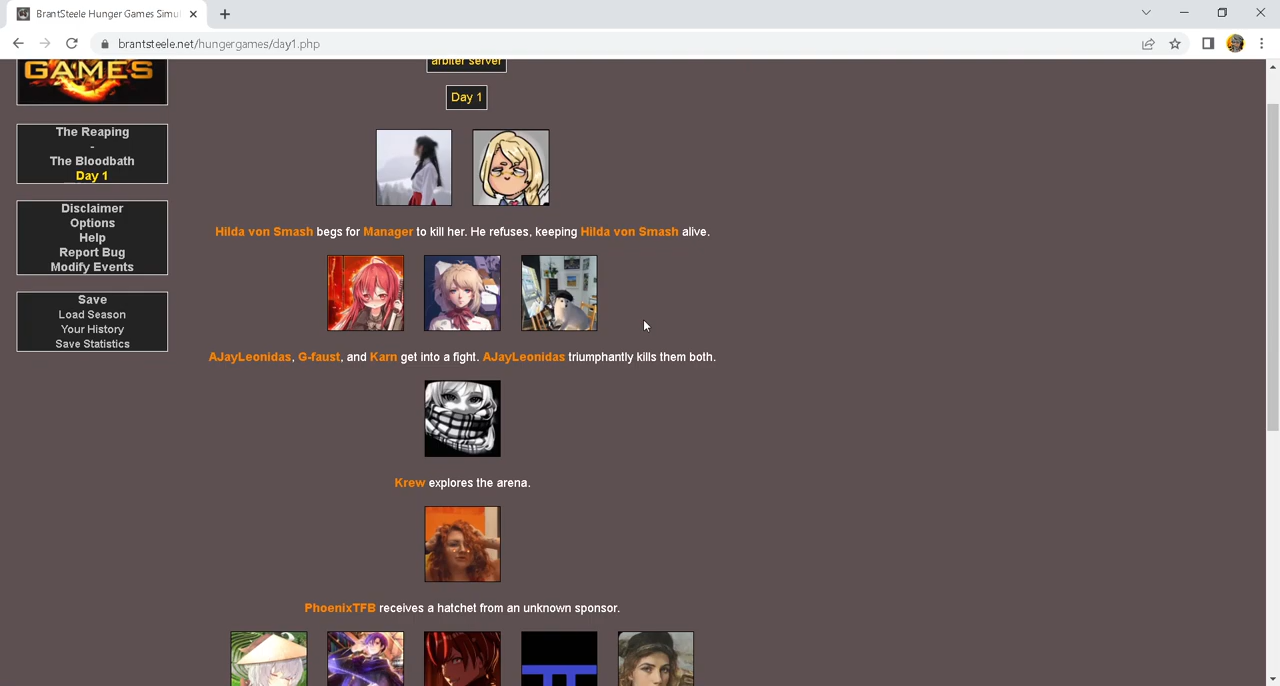 BrantSteele Hunger Games Simu
brantsteele.net/hungergames/day1.php
GAMES
arbiter server
Day 1
The Reaping
-
The Bloodbath
Day 1
Disclaimer
Options
Help
Report Bug
Modify Events
Save
Load Season
Your History
Save Statistics
Hilda von Smash begs for Manager to kill her. He refuses, keeping Hilda von Smash alive.
AJayLeonidas, G-faust, and Karn get into a fight. AJayLeonidas triumphantly kills them both.
Krew explores the arena.
PhoenixTFB receives a hatchet from an unknown sponsor.